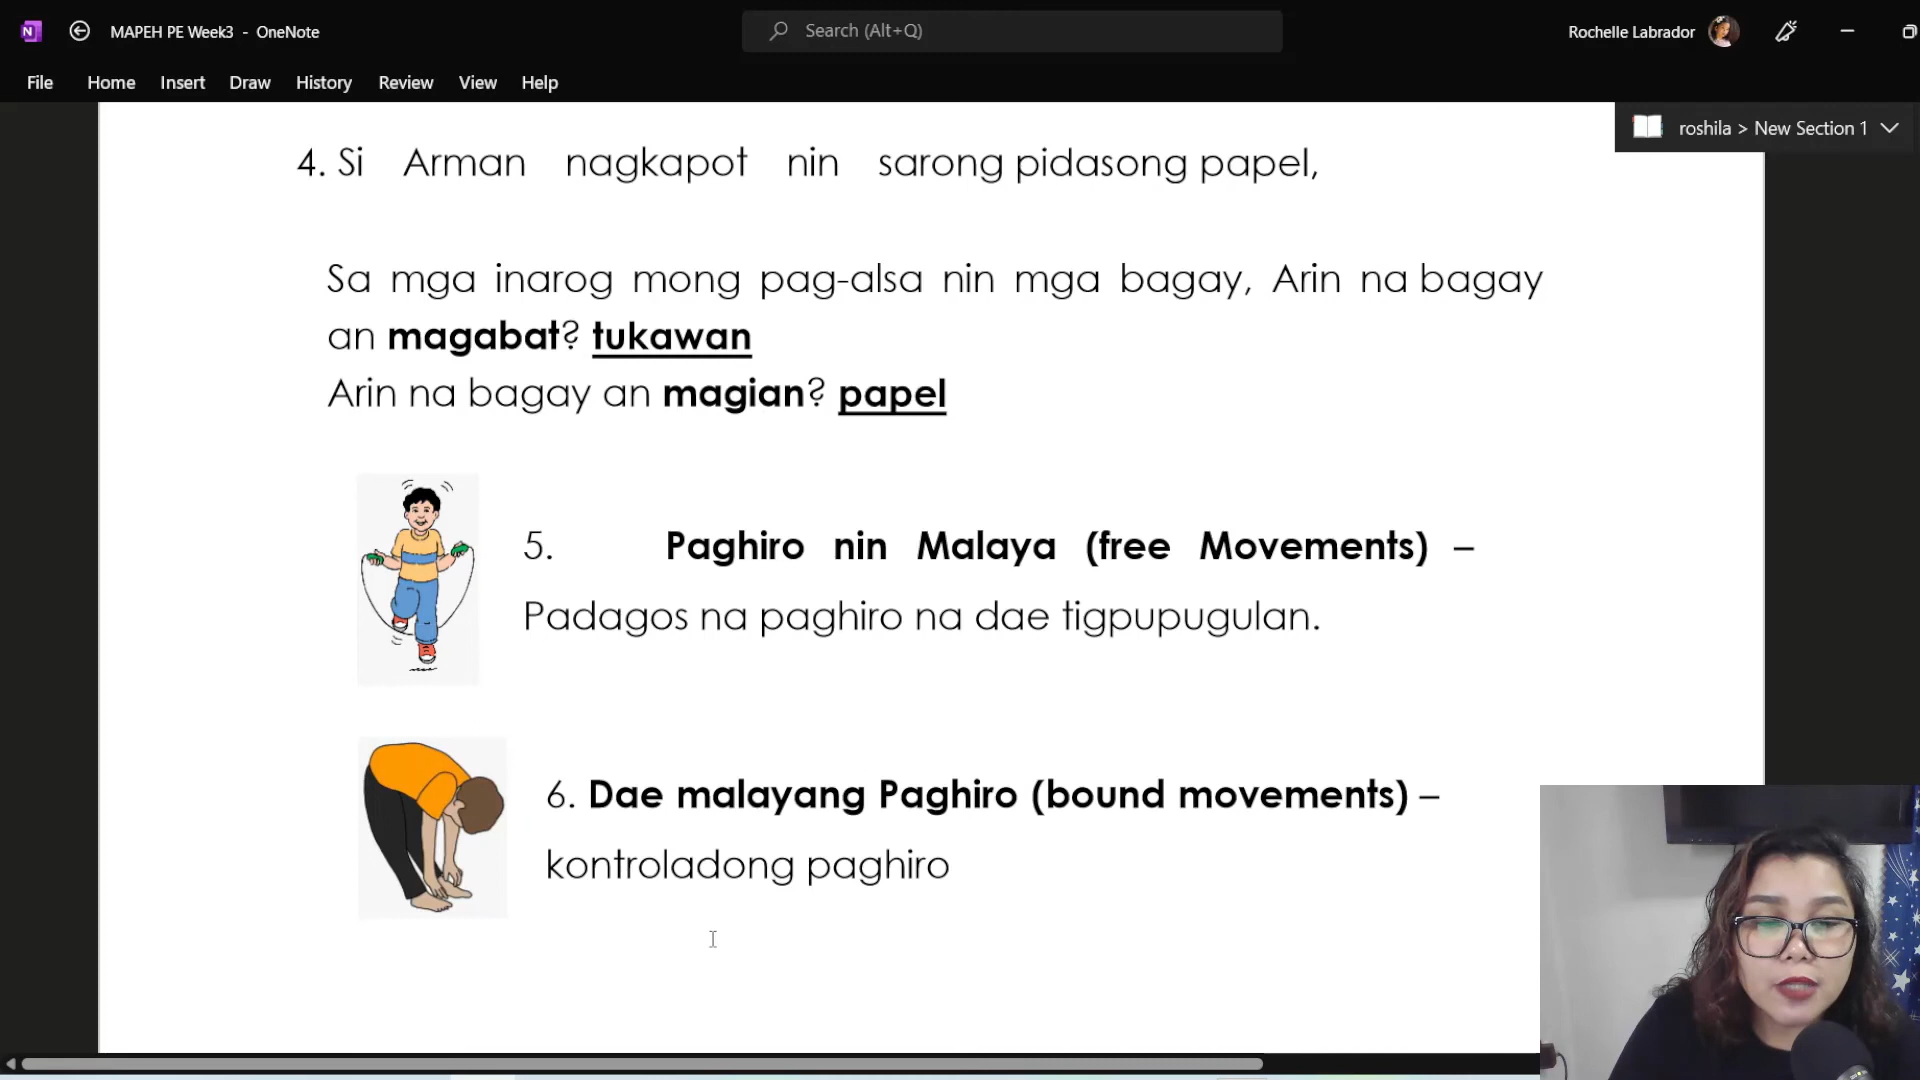 MAPEH PE Week3 - OneNote
Search (Alt+Q)
Rochelle Labrador
File Home Insert Draw History Review View Help
roshila > New Section 1
4. Si Arman nagkapot nin sarong pidasong papel,
Sa mga inarog mong pag-alsa nin mga bagay, Arin na bagay
an magabat? tukawan
Arin na bagay an magian? papel
5. Paghiro nin Malaya (free Movements) –
Padagos na paghiro na dae tigpupugulan.
6. Dae malayang Paghiro (bound movements) –
kontroladong paghiro